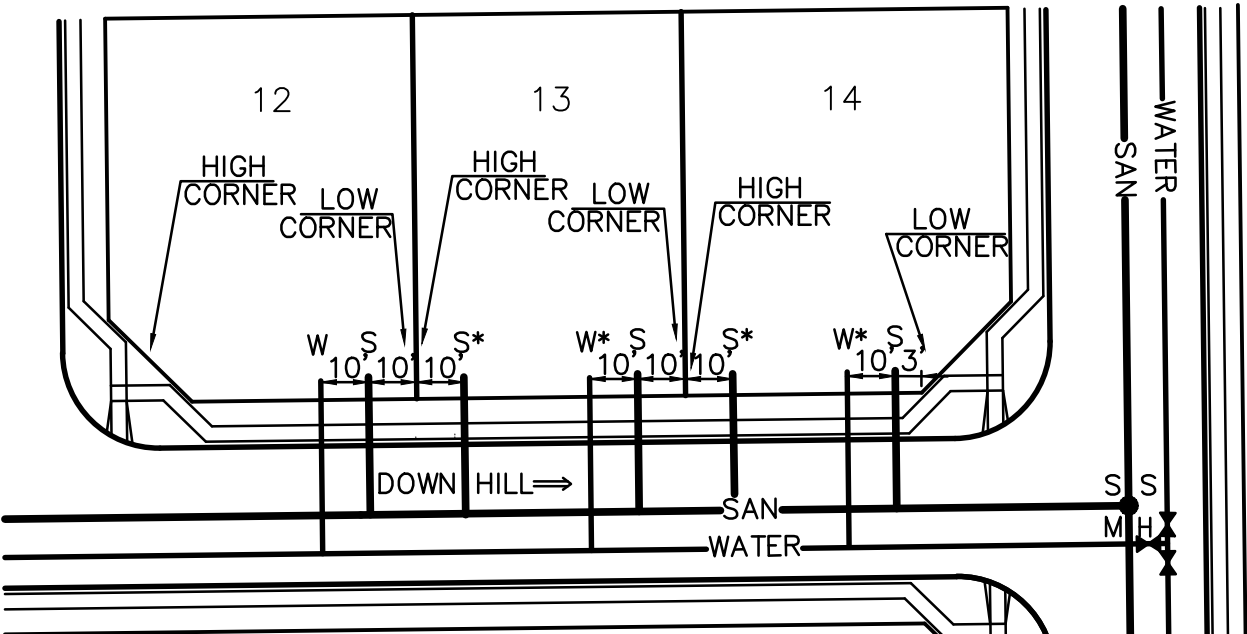 12
13
14
HIGH
CORNER
LOW
CORNER
HIGH
CORNER
LOW
CORNER
HIGH
CORNER
LOW
CORNER
SAN
WATER
W
S
S*
W*
S
S*
W*
S
10'
10'
10'
10'
10'
10'
10'
3'
DOWN HILL
SAN
WATER
S S
M H